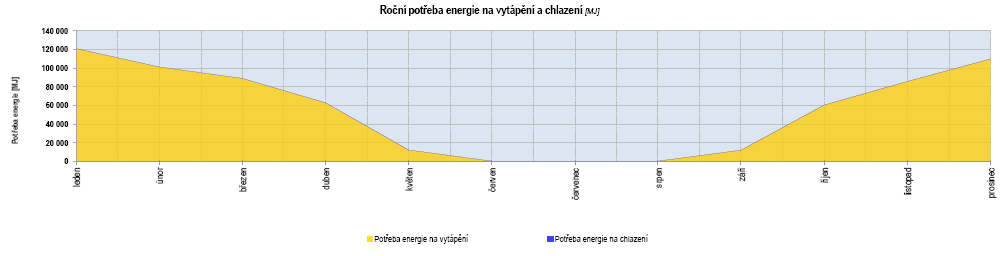 Roční potřeba energie na vytápění a chlazení [MJ]
Potřeba energie [MJ]
140 000
120 000
100 000
80 000
60 000
40 000
20 000
0
leden
únor
březen
duben
květen
červen
červenec
srpen
září
říjen
listopad
prosinec
Potřeba energie na vytápění
Potřeba energie na chlazení